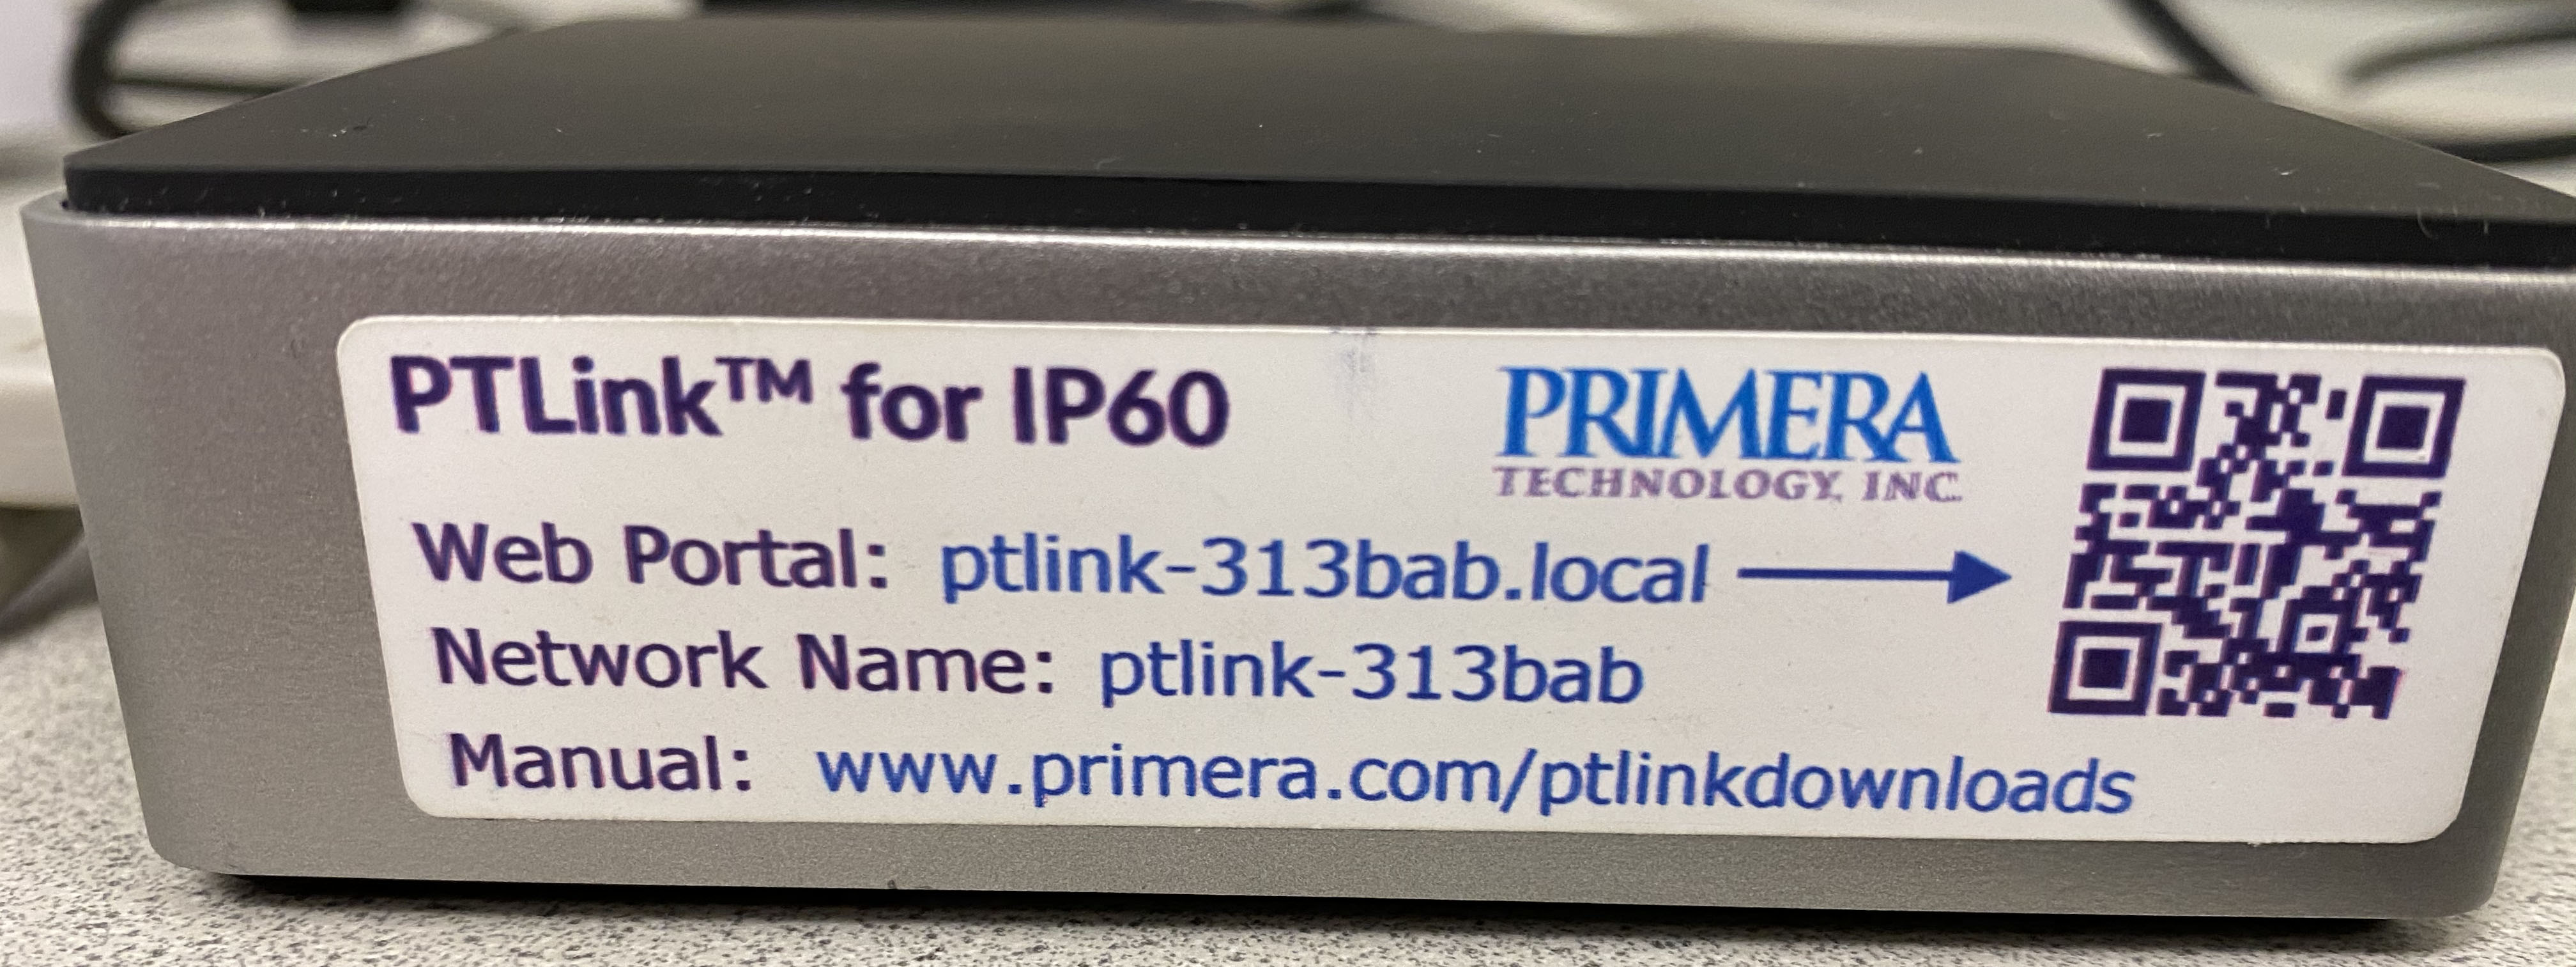 PTLink™ for IP60
PRIMERA
TECHNOLOGY, INC.
Web Portal: ptlink-313bab.local
Network Name: ptlink-313bab
Manual: www.primera.com/ptlinkdownloads